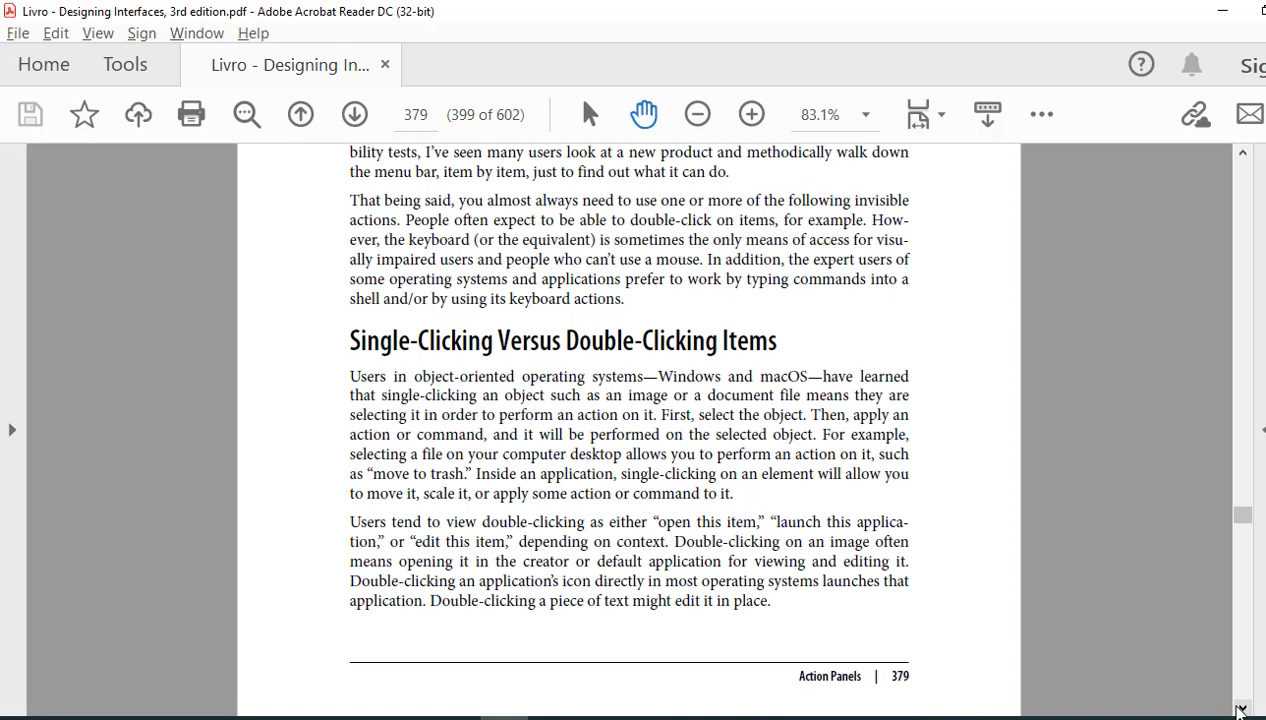 Livro - Designing Interfaces, 3rd edition.pdf - Adobe Acrobat Reader DC (32-bit)
File Edit View Sign Window Help
Home Tools Livro - Designing In... × ? Sig
379 (399 of 602) 83.1%
bility tests, I’ve seen many users look at a new product and methodically walk down
the menu bar, item by item, just to find out what it can do.
That being said, you almost always need to use one or more of the following invisible
actions. People often expect to be able to double-click on items, for example. How-
ever, the keyboard (or the equivalent) is sometimes the only means of access for visu-
ally impaired users and people who can’t use a mouse. In addition, the expert users of
some operating systems and applications prefer to work by typing commands into a
shell and/or by using its keyboard actions.
Single-Clicking Versus Double-Clicking Items
Users in object-oriented operating systems—Windows and macOS—have learned
that single-clicking an object such as an image or a document file means they are
selecting it in order to perform an action on it. First, select the object. Then, apply an
action or command, and it will be performed on the selected object. For example,
selecting a file on your computer desktop allows you to perform an action on it, such
as “move to trash.” Inside an application, single-clicking on an element will allow you
to move it, scale it, or apply some action or command to it.
Users tend to view double-clicking as either “open this item,” “launch this applica-
tion,” or “edit this item,” depending on context. Double-clicking on an image often
means opening it in the creator or default application for viewing and editing it.
Double-clicking an application’s icon directly in most operating systems launches that
application. Double-clicking a piece of text might edit it in place.
Action Panels | 379